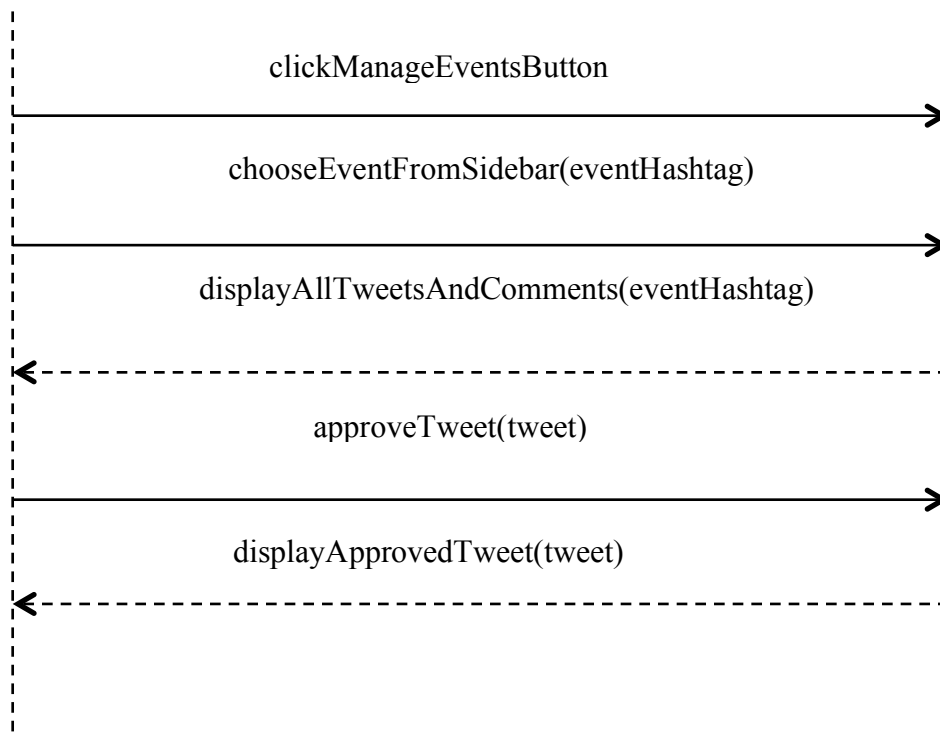 clickManageEventsButton
chooseEventFromSidebar(eventHashtag)
displayAllTweetsAndComments(eventHashtag)
approveTweet(tweet)
displayApprovedTweet(tweet)